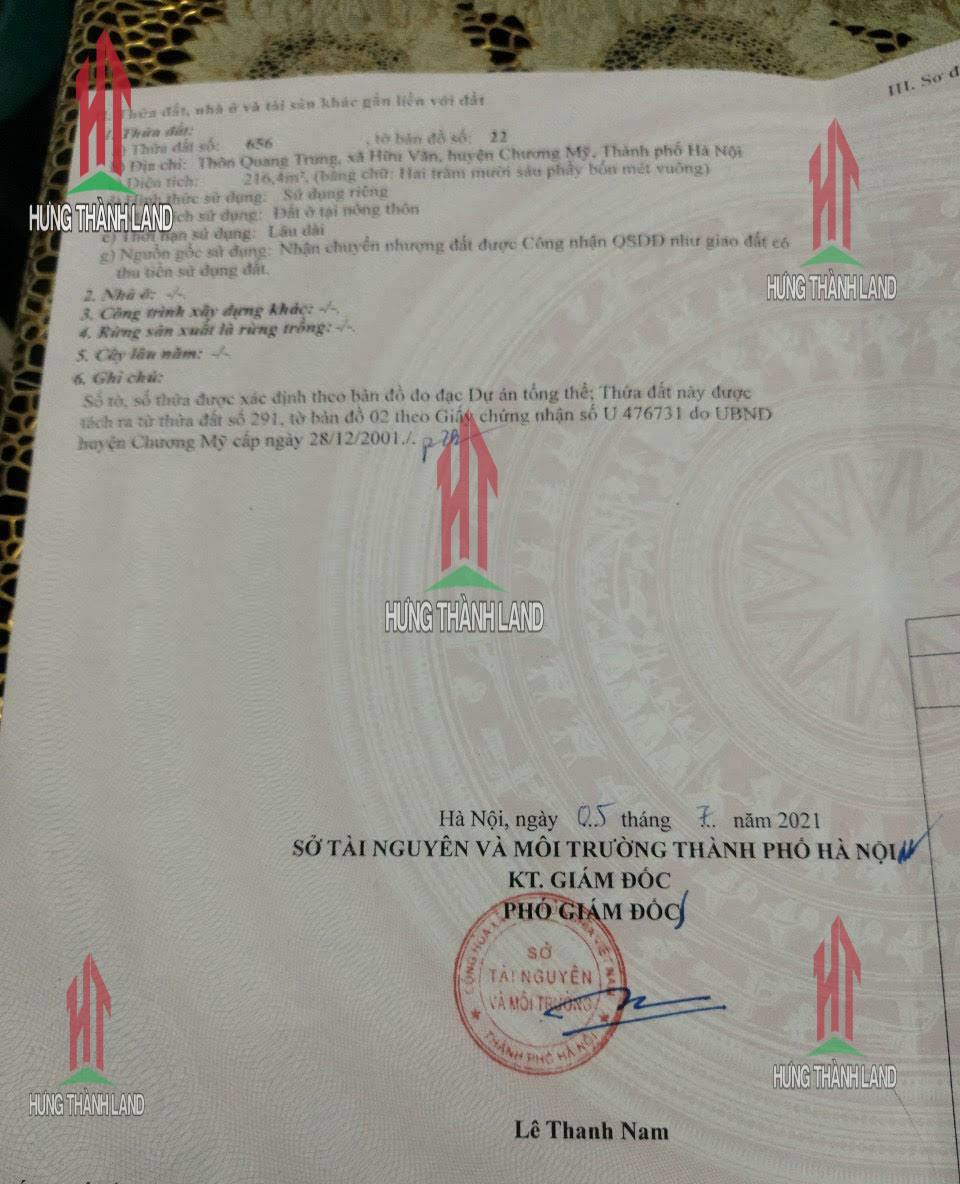 III. Sơ đ
Thửa đất, nhà ở và tài sản khác gắn liền với đất
1. Thửa đất:
Thửa đất số: 656 , tờ bản đồ số: 22
Địa chỉ: Thôn Quang Trung, xã Hữu Văn, huyện Chương Mỹ, Thành phố Hà Nội
Diện tích: 216,4m², (bằng chữ: Hai trăm mười sáu phẩy bốn mét vuông)
thức sử dụng: Sử dụng riêng
ch sử dụng: Đất ở tại nông thôn
e) Thời hạn sử dụng: Lâu dài
g) Nguồn gốc sử dụng: Nhận chuyển nhượng đất được Công nhận QSDĐ như giao đất có
thu tiền sử dụng đất.
2. Nhà ở: -/-.
3. Công trình xây dựng khác: -/-.
4. Rừng sản xuất là rừng trồng: -/-.
5. Cây lâu năm: -/-.
6. Ghi chú:
Số tờ, số thửa được xác định theo bản đồ đo đạc Dự án tổng thể; Thửa đất này được
tách ra từ thửa đất số 291, tờ bản đồ 02 theo Giấy chứng nhận số U 476731 do UBND
huyện Chương Mỹ cấp ngày 28/12/2001./.
HƯNG THÀNH LAND
HƯNG THÀNH LAND
HƯNG THÀNH LAND
Hà Nội, ngày 05 tháng 7 năm 2021
SỞ TÀI NGUYÊN VÀ MÔI TRƯỜNG THÀNH PHỐ HÀ NỘI
KT. GIÁM ĐỐC
PHÓ GIÁM ĐỐC
SỞ
TÀI NGUYÊN
VÀ MÔI TRƯỜNG
THÀNH PHỐ HÀ NỘI
HƯNG THÀNH LAND
HƯNG THÀNH LAND
Lê Thanh Nam